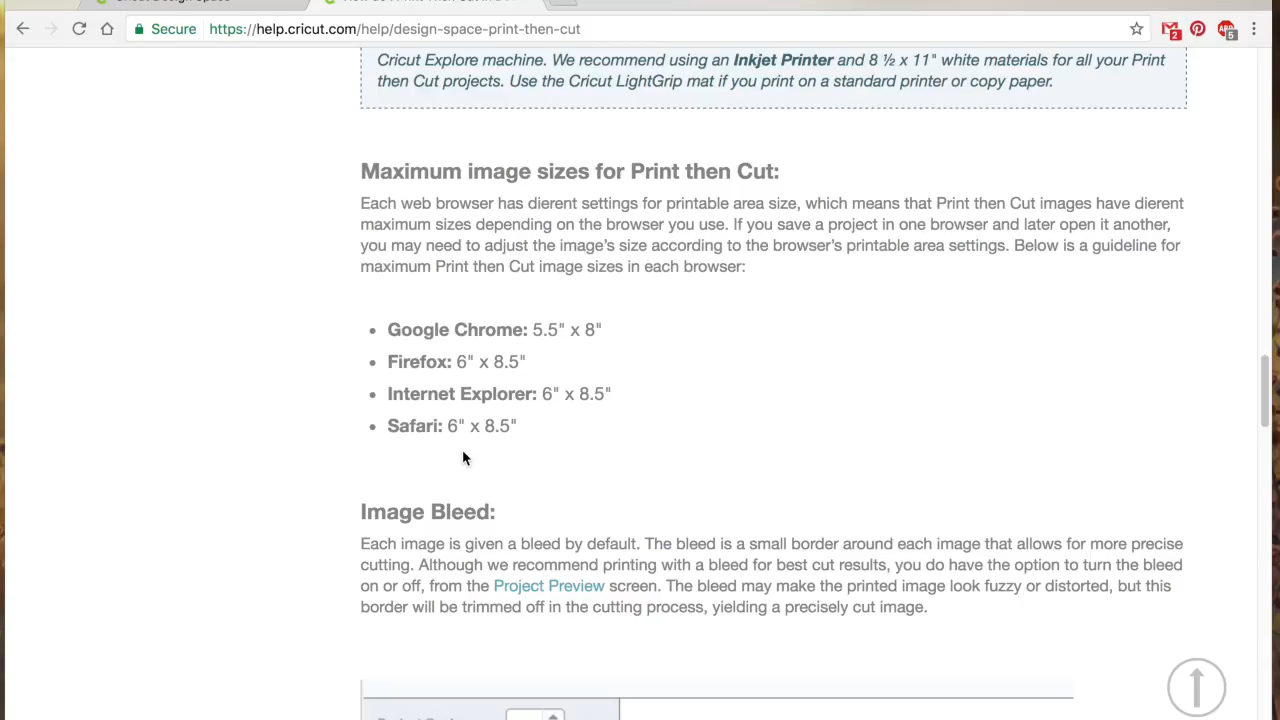 Secure https://help.cricut.com/help/design-space-print-then-cut
2
5
Cricut Explore machine. We recommend using an Inkjet Printer and 8 ½ x 11" white materials for all your Print
then Cut projects. Use the Cricut LightGrip mat if you print on a standard printer or copy paper.
Maximum image sizes for Print then Cut:
Each web browser has dierent settings for printable area size, which means that Print then Cut images have dierent
maximum sizes depending on the browser you use. If you save a project in one browser and later open it another,
you may need to adjust the image’s size according to the browser’s printable area settings. Below is a guideline for
maximum Print then Cut image sizes in each browser:
• Google Chrome: 5.5" x 8"
• Firefox: 6" x 8.5"
• Internet Explorer: 6" x 8.5"
• Safari: 6" x 8.5"
Image Bleed:
Each image is given a bleed by default. The bleed is a small border around each image that allows for more precise
cutting. Although we recommend printing with a bleed for best cut results, you do have the option to turn the bleed
on or off, from the Project Preview screen. The bleed may make the printed image look fuzzy or distorted, but this
border will be trimmed off in the cutting process, yielding a precisely cut image.